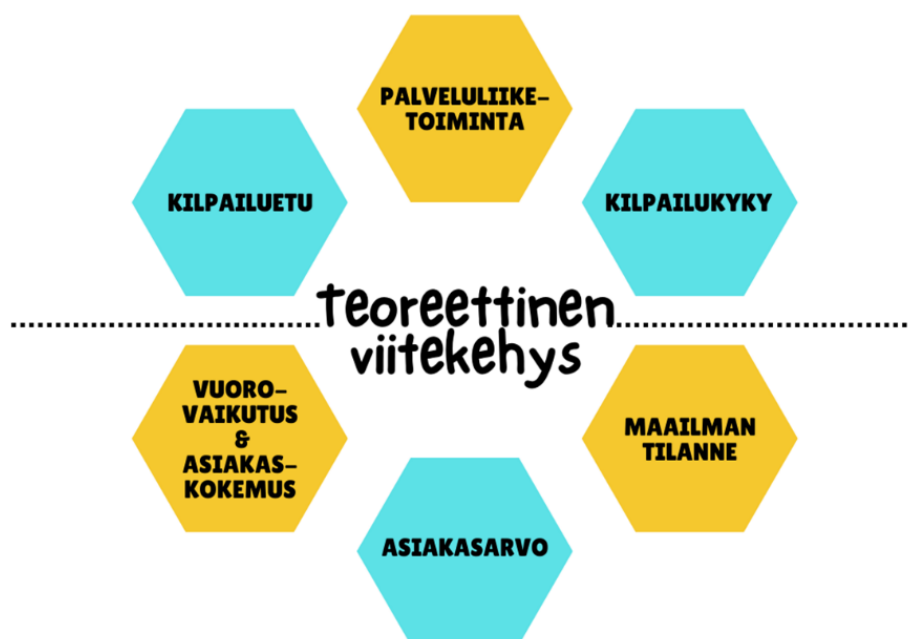 PALVELULIIKE-
TOIMINTA
KILPAILUETU
KILPAILUKYKY
Teoreettinen
viitekehys
VUORO-
VAIKUTUS
&
ASIAKAS-
KOKEMUS
MAAILMAN
TILANNE
ASIAKASARVO